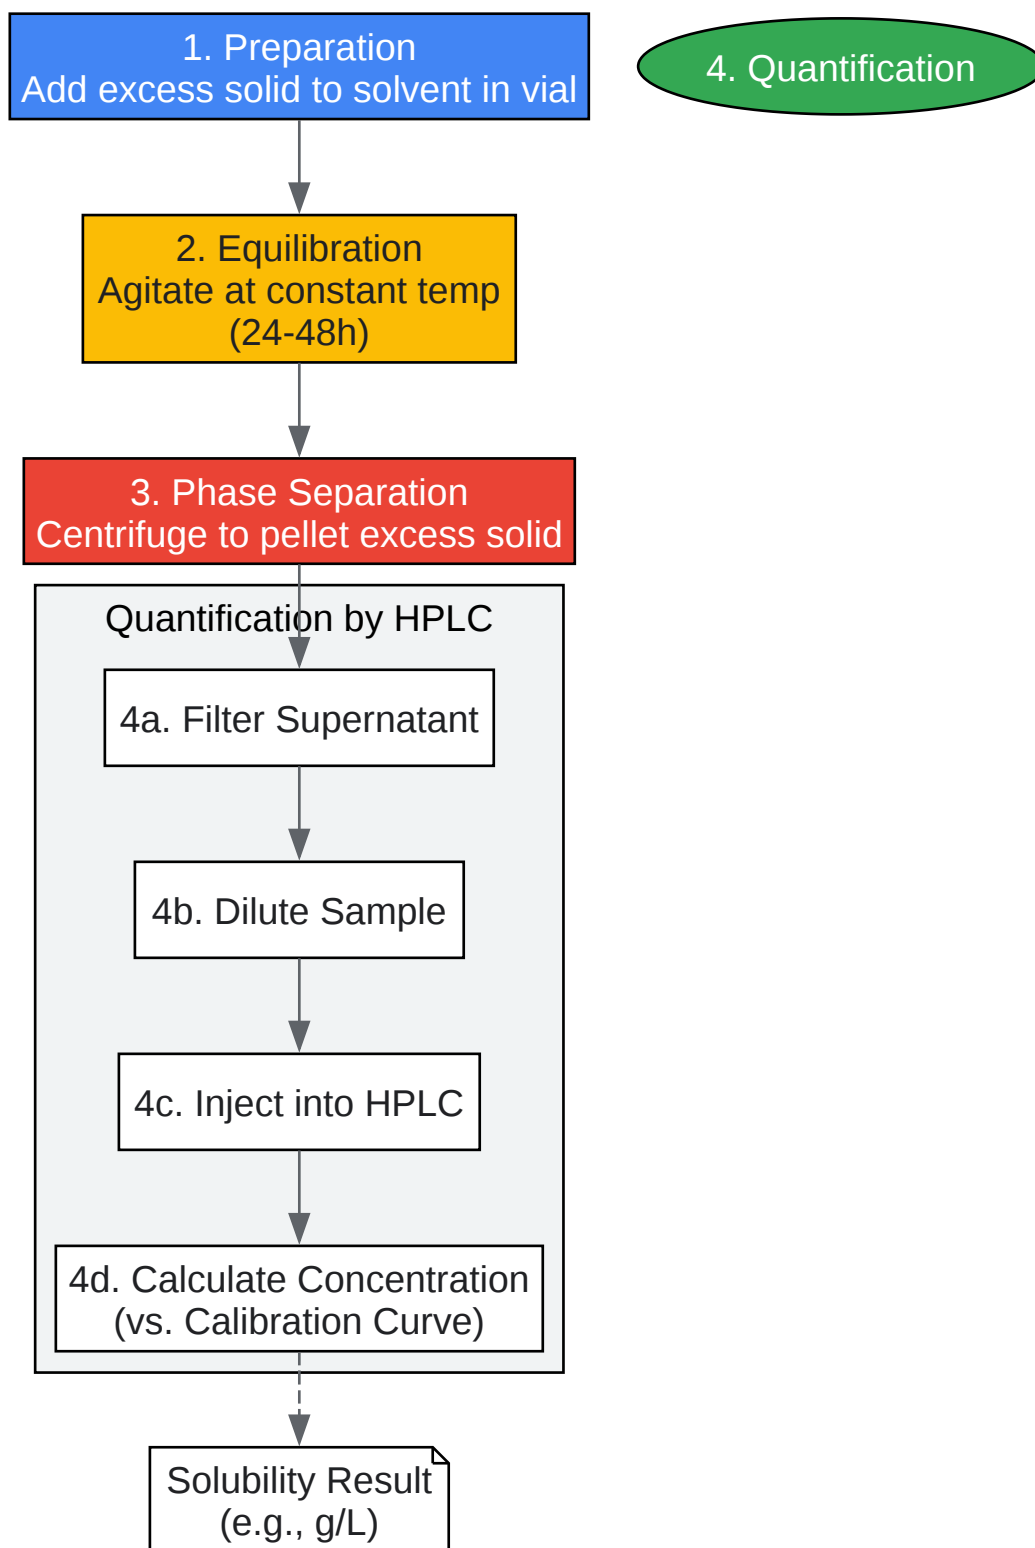 1. Preparation
Add excess solid to solvent in vial
4. Quantification
2. Equilibration
Agitate at constant temp
(24-48h)
3. Phase Separation
Centrifuge to pellet excess solid
Quantification by HPLC
4a. Filter Supernatant
4b. Dilute Sample
4c. Inject into HPLC
4d. Calculate Concentration
(vs. Calibration Curve)
Solubility Result
(e.g., g/L)